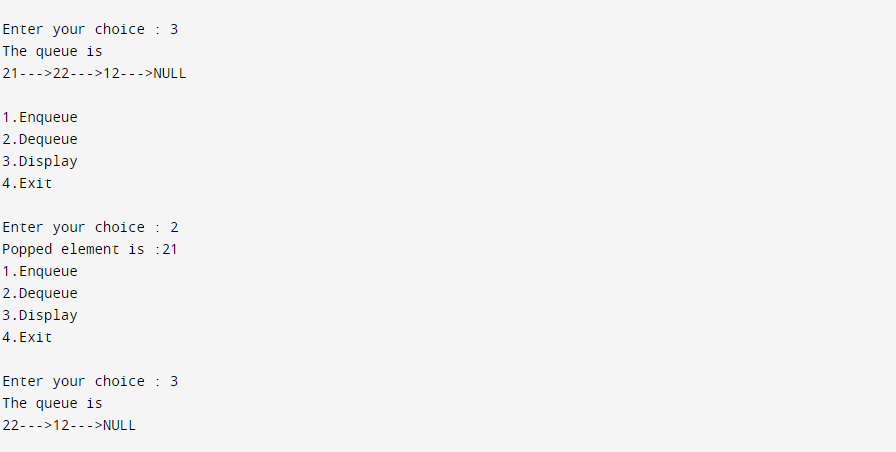 Enter your choice : 3
The queue is
21--->22--->12--->NULL
1.Enqueue
2.Dequeue
3.Display
4.Exit
Enter your choice : 2
Popped element is :21
1.Enqueue
2.Dequeue
3.Display
4.Exit
Enter your choice : 3
The queue is
22--->12--->NULL